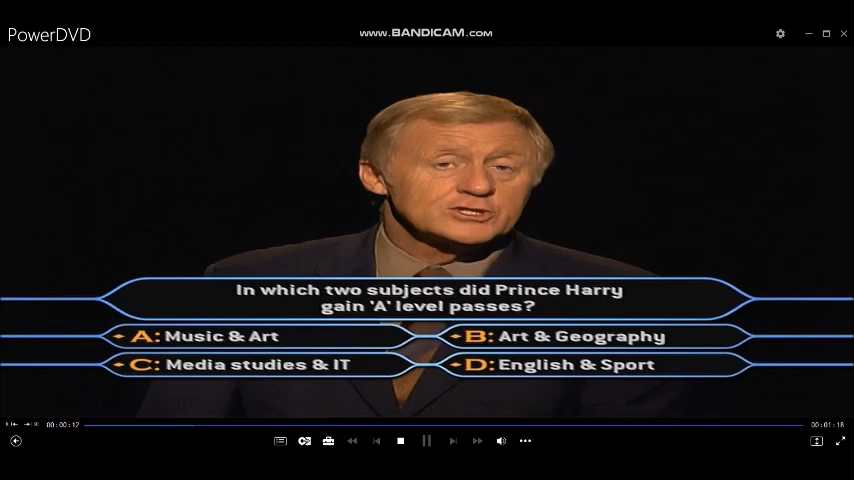 PowerDVD
www.BANDICAM.com
In which two subjects did Prince Harry
gain 'A' level passes?
A: Music & Art
B: Art & Geography
C: Media studies & IT
D: English & Sport
00:00:12
00:01:18